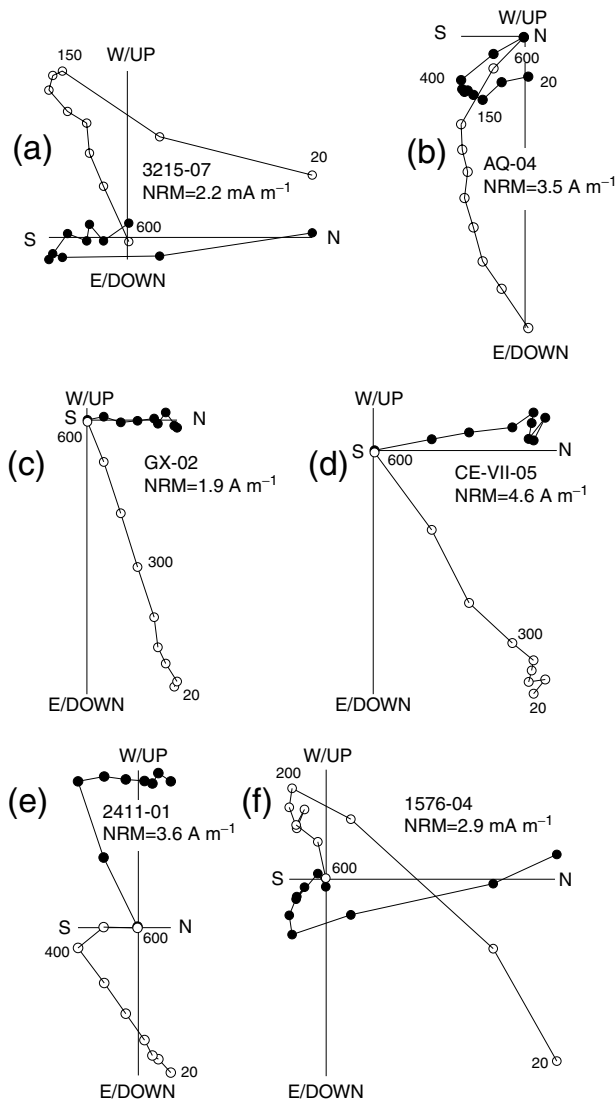 W/UP
150
(a)
20
3215-07
NRM=2.2 mA m⁻¹
600
S
N
E/DOWN
W/UP
S
N
600
400
20
150
(b)
AQ-04
NRM=3.5 A m⁻¹
E/DOWN
W/UP
S
N
600
(c)
GX-02
NRM=1.9 A m⁻¹
300
20
E/DOWN
W/UP
S
N
600
(d)
CE-VII-05
NRM=4.6 A m⁻¹
300
20
E/DOWN
W/UP
(e)
2411-01
NRM=3.6 A m⁻¹
S
N
600
400
20
E/DOWN
W/UP
200
(f)
1576-04
NRM=2.9 mA m⁻¹
600
S
N
20
E/DOWN